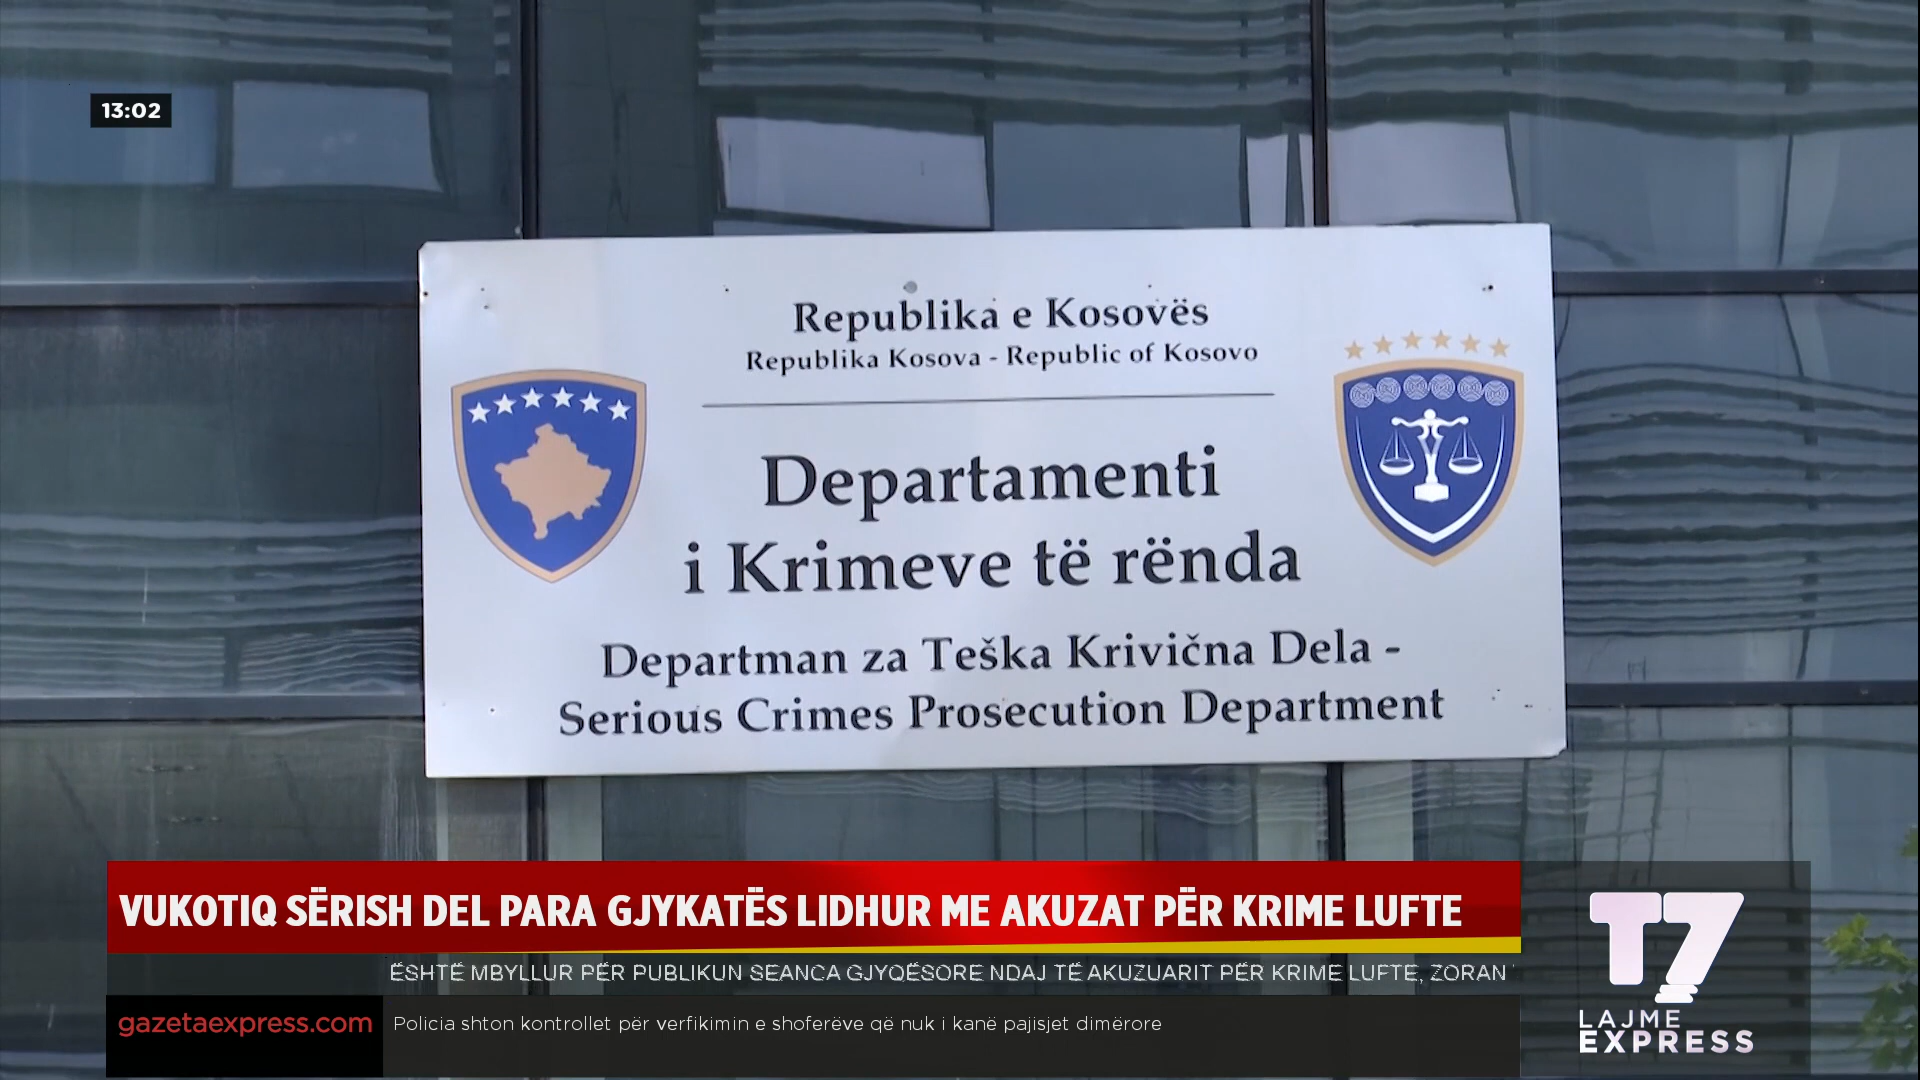 13:02
Republika e Kosovës
Republika Kosova - Republic of Kosovo
Departamenti
i Krimeve të rënda
Departman za Teška Krivična Dela -
Serious Crimes Prosecution Department
VUKOTIQ SËRISH DEL PARA GJYKATËS LIDHUR ME AKUZAT PËR KRIME LUFTE
ËSHTË MBYLLUR PËR PUBLIKUN SEANCA GJYQËSORE NDAJ TË AKUZUARIT PËR KRIME LUFTE, ZORAN
gazetaexpress.com
Policia shton kontrollet për verfikimin e shoferëve që nuk i kanë pajisjet dimërore
T7
LAJME
EXPRESS